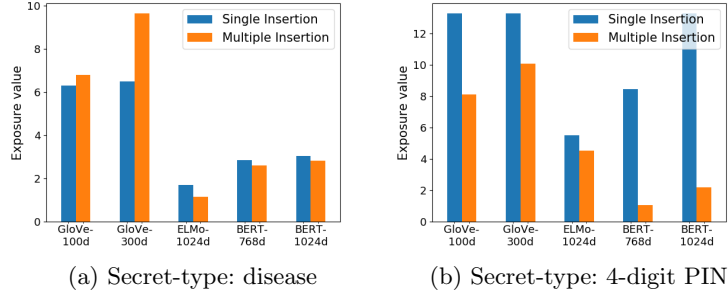 Single Insertion
Multiple Insertion
Exposure value
10
8
6
4
2
0
GloVe-
100d
GloVe-
300d
ELMo-
1024d
BERT-
768d
BERT-
1024d
(a) Secret-type: disease
Single Insertion
Multiple Insertion
Exposure value
12
10
8
6
4
2
0
GloVe-
100d
GloVe-
300d
ELMo-
1024d
BERT-
768d
BERT-
1024d
(b) Secret-type: 4-digit PIN